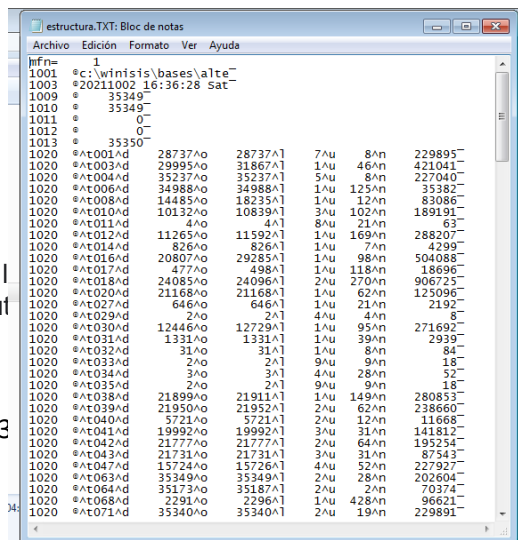 estructura.TXT: Bloc de notas
Archivo Edición Formato Ver Ayuda
mfn= 1
1001 ®c:\winisis\bases\alte¯
1003 ®20211002 16:36:28 Sat¯
1009 ® 35349¯
1010 ® 35349¯
1011 ® 0¯
1012 ® 0¯
1013 ® 35350¯
1020 ®^t001^d 28737^o 28737^l 7^u 8^n 229895¯
1020 ®^t003^d 29995^o 31867^l 1^u 46^n 421041¯
1020 ®^t004^d 35237^o 35237^l 5^u 8^n 227040¯
1020 ®^t006^d 34988^o 34988^l 1^u 125^n 35382¯
1020 ®^t008^d 14485^o 18235^l 1^u 12^n 83086¯
1020 ®^t010^d 10132^o 10839^l 3^u 102^n 189191¯
1020 ®^t011^d 4^o 4^l 8^u 21^n 63¯
1020 ®^t012^d 11265^o 11592^l 1^u 169^n 288207¯
1020 ®^t014^d 826^o 826^l 1^u 7^n 4299¯
1020 ®^t016^d 20807^o 29285^l 1^u 98^n 504088¯
1020 ®^t017^d 477^o 498^l 1^u 118^n 18696¯
1020 ®^t018^d 24085^o 24096^l 2^u 270^n 906725¯
1020 ®^t020^d 21168^o 21168^l 1^u 62^n 125096¯
1020 ®^t027^d 646^o 646^l 1^u 21^n 2192¯
1020 ®^t029^d 2^o 2^l 4^u 4^n 8¯
1020 ®^t030^d 12446^o 12729^l 1^u 95^n 271692¯
1020 ®^t031^d 1331^o 1331^l 1^u 39^n 2939¯
1020 ®^t032^d 31^o 31^l 1^u 8^n 84¯
1020 ®^t033^d 2^o 2^l 9^u 9^n 18¯
1020 ®^t034^d 3^o 3^l 4^u 28^n 52¯
1020 ®^t035^d 2^o 2^l 9^u 9^n 18¯
1020 ®^t038^d 21899^o 21911^l 1^u 149^n 280853¯
1020 ®^t039^d 21950^o 21952^l 2^u 62^n 238660¯
1020 ®^t040^d 5721^o 5721^l 2^u 12^n 11668¯
1020 ®^t041^d 19992^o 19992^l 3^u 31^n 141812¯
1020 ®^t042^d 21777^o 21777^l 2^u 64^n 195254¯
1020 ®^t043^d 21731^o 21731^l 3^u 31^n 87543¯
1020 ®^t047^d 15724^o 15726^l 4^u 52^n 227927¯
1020 ®^t063^d 35349^o 35349^l 2^u 28^n 202604¯
1020 ®^t064^d 35173^o 35187^l 2^u 2^n 70374¯
1020 ®^t068^d 2291^o 2296^l 1^u 428^n 96621¯
1020 ®^t071^d 35340^o 35340^l 2^u 19^n 229891¯